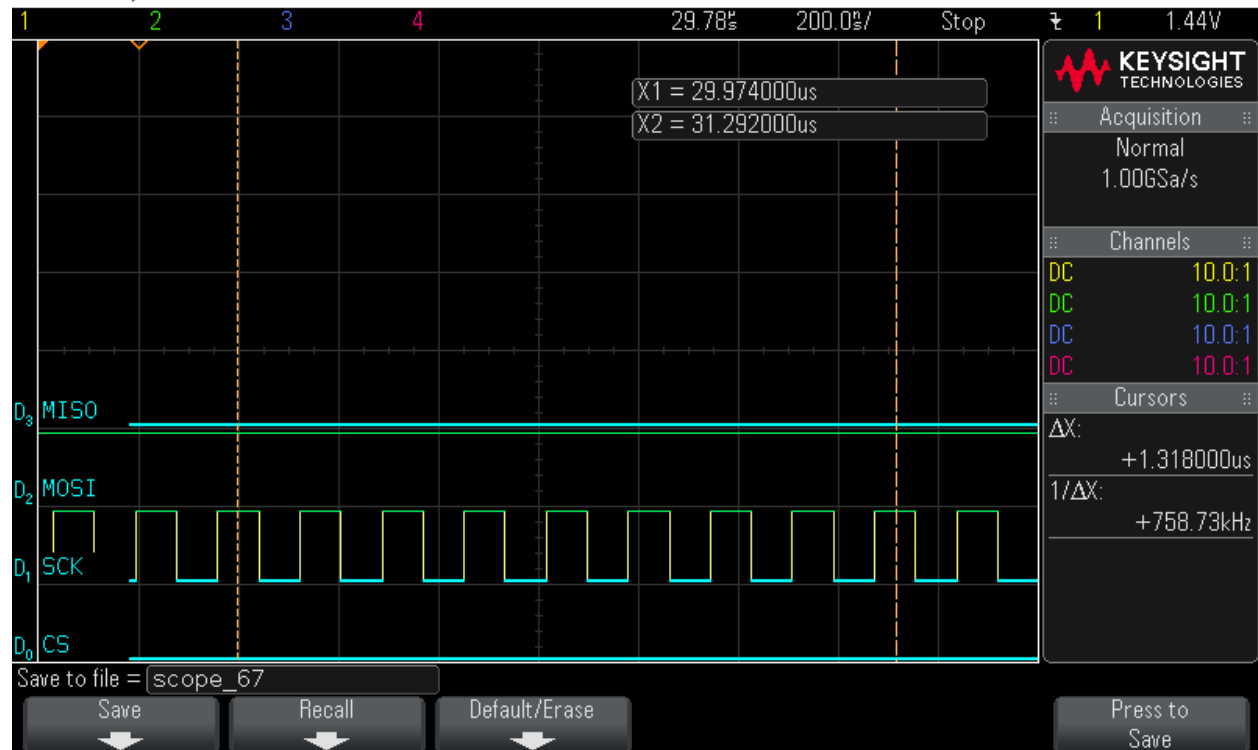 1 2 3 4 29.78µs 200.0ns/ Stop 1 1.44V
KEYSIGHT
TECHNOLOGIES
X1 = 29.974000us
X2 = 31.292000us
Acquisition
Normal
1.00GSa/s
Channels
DC 10.0:1
DC 10.0:1
DC 10.0:1
DC 10.0:1
Cursors
ΔX:
+1.318000us
1/ΔX:
+758.73kHz
D3 MISO
D2 MOSI
D1 SCK
D0 CS
Save to file = scope_67
Save Recall Default/Erase Press to
Save